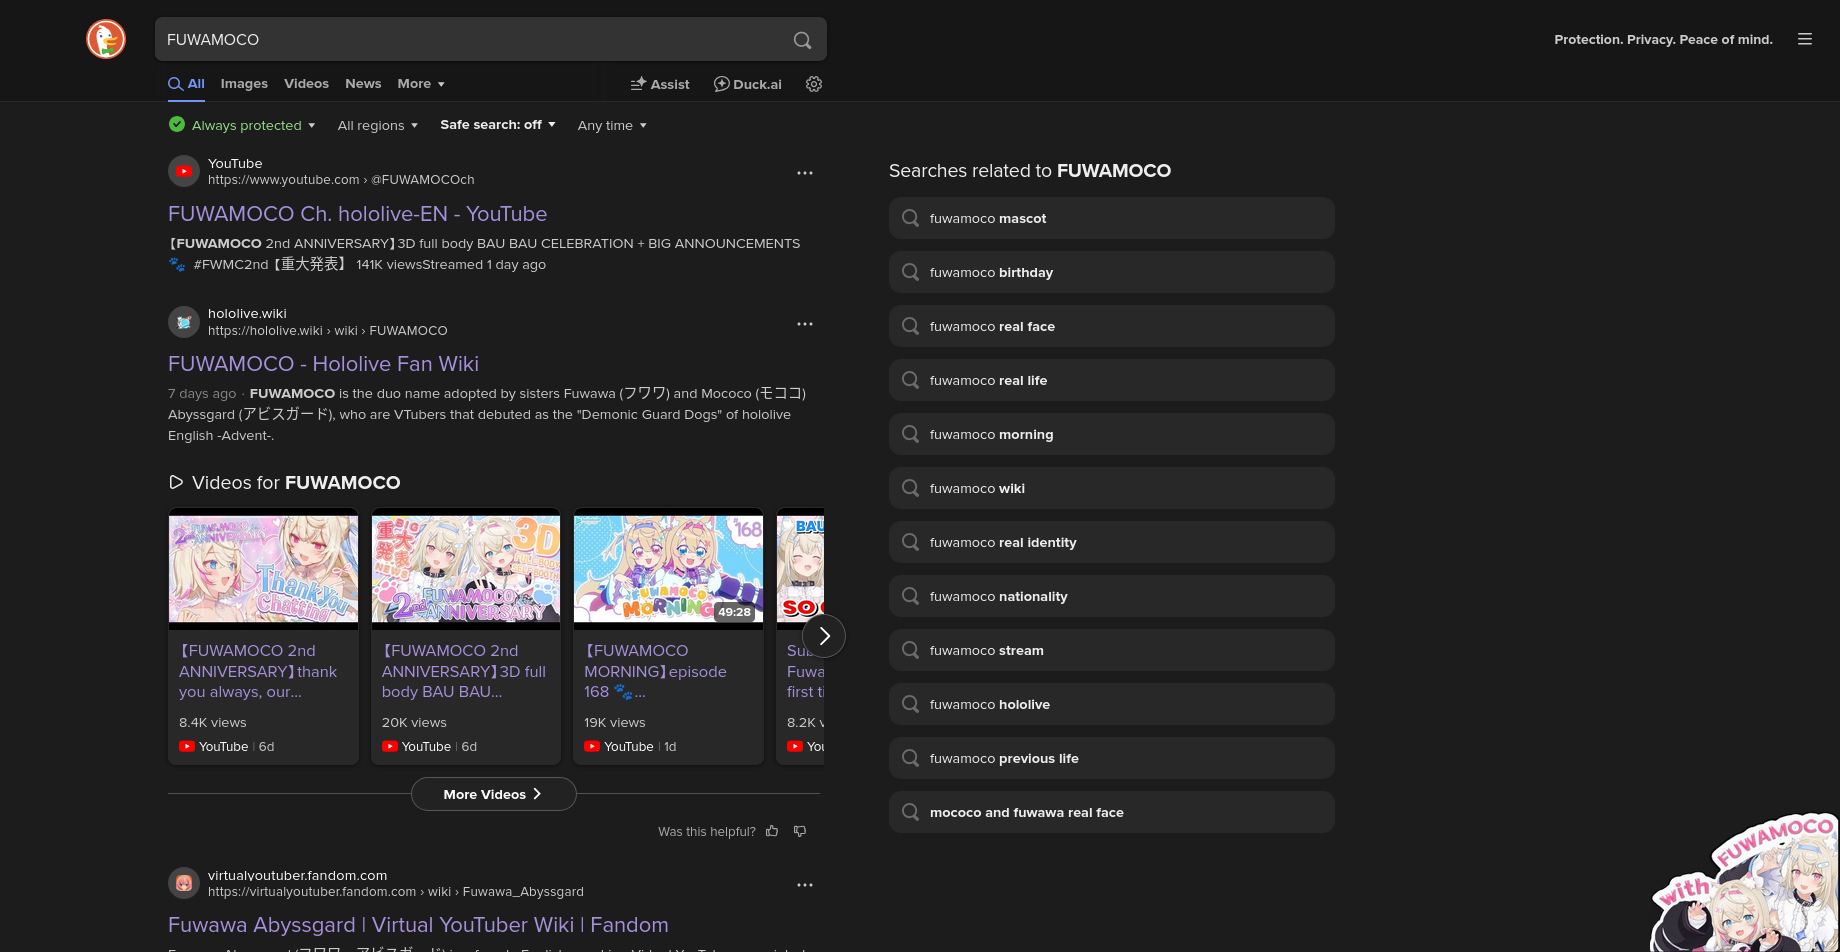 FUWAMOCO
Protection. Privacy. Peace of mind.
All Images Videos News More Assist Duck.ai
Always protected All regions Safe search: off Any time
YouTube
https://www.youtube.com › @FUWAMOCOch
FUWAMOCO Ch. hololive-EN - YouTube
【FUWAMOCO 2nd ANNIVERSARY】3D full body BAU BAU CELEBRATION + BIG ANNOUNCEMENTS
🐾 #FWMC2nd【重大発表】 141K viewsStreamed 1 day ago
hololive.wiki
https://hololive.wiki › wiki › FUWAMOCO
FUWAMOCO - Hololive Fan Wiki
7 days ago · FUWAMOCO is the duo name adopted by sisters Fuwawa (フワワ) and Mococo (モココ)
Abyssgard (アビスガード), who are VTubers that debuted as the "Demonic Guard Dogs" of hololive
English -Advent-.
Videos for FUWAMOCO
FUWAMOCO
2nd ANNIVERSARY
Thank You
Chatting
【FUWAMOCO 2nd
ANNIVERSARY】thank
you always, our...
8.4K views
YouTube | 6d
BIG
NEWS
重大発表
3D
FULL BODY
2nd FUWAMOCO
ANNIVERSARY
【FUWAMOCO 2nd
ANNIVERSARY】3D full
body BAU BAU...
20K views
YouTube | 6d
#168
FUWAMOCO
MORNING
49:28
【FUWAMOCO
MORNING】episode
168 🐾...
19K views
YouTube | 1d
BAU
SO
Sub
Fuwa
first ti
8.2K v
You
More Videos
Was this helpful?
virtualyoutuber.fandom.com
https://virtualyoutuber.fandom.com › wiki › Fuwawa_Abyssgard
Fuwawa Abyssgard | Virtual YouTuber Wiki | Fandom
Searches related to FUWAMOCO
fuwamoco mascot
fuwamoco birthday
fuwamoco real face
fuwamoco real life
fuwamoco morning
fuwamoco wiki
fuwamoco real identity
fuwamoco nationality
fuwamoco stream
fuwamoco hololive
fuwamoco previous life
mococo and fuwawa real face
with FUWAMOCO